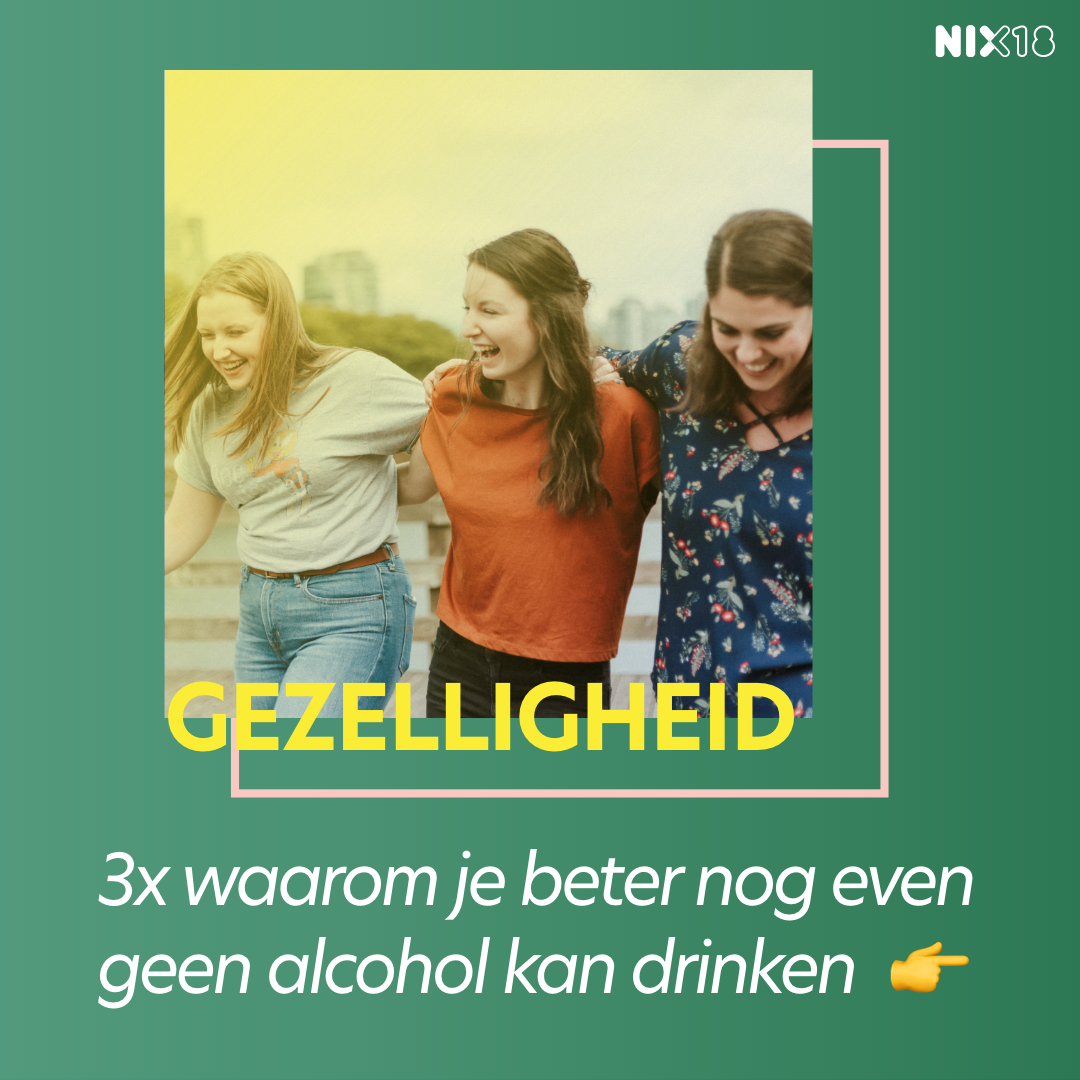 NIX18
GEZELLIGHEID
3x waarom je beter nog even
geen alcohol kan drinken 👉